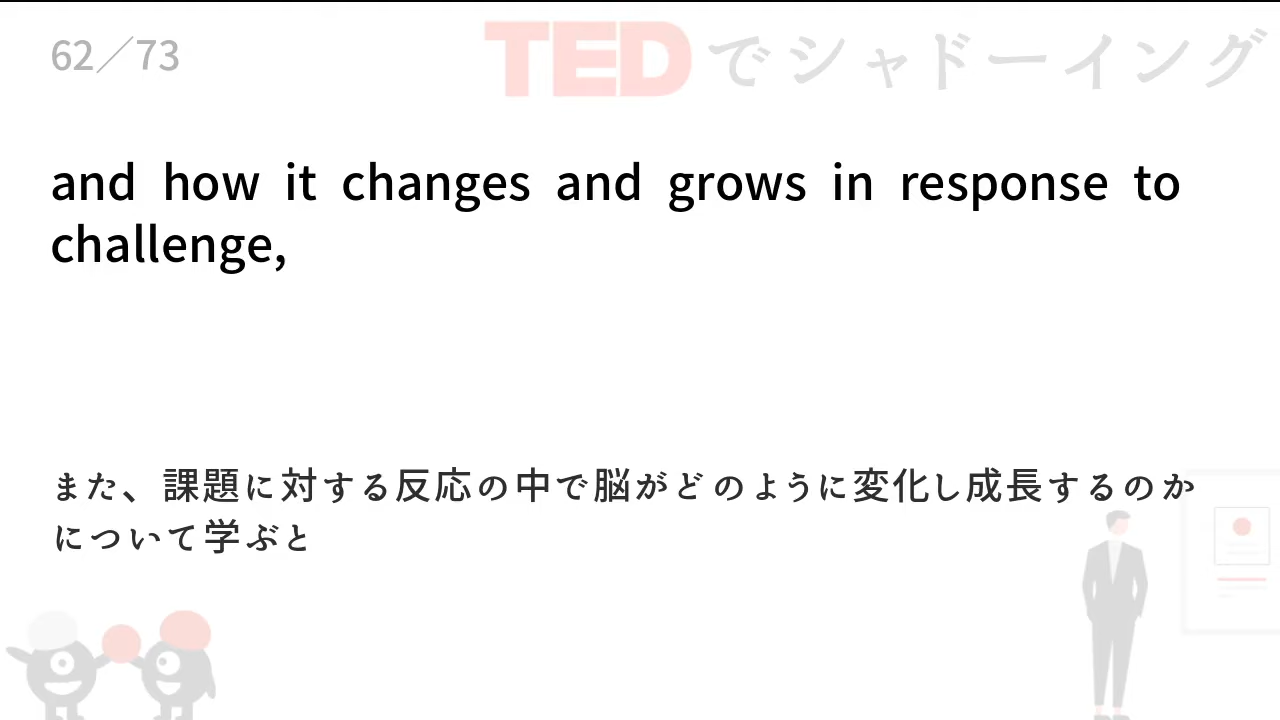 62／73
TEDでシャドーイング
and how it changes and grows in response to
challenge,
また、課題に対する反応の中で脳がどのように変化し成長するのか
について学ぶと